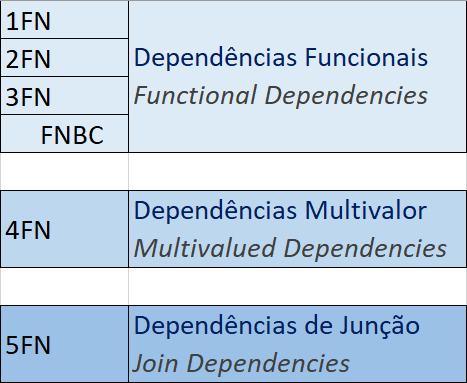 1FN
2FN
3FN
FNBC
Dependências Funcionais
Functional Dependencies
4FN
Dependências Multivalor
Multivalued Dependencies
5FN
Dependências de Junção
Join Dependencies